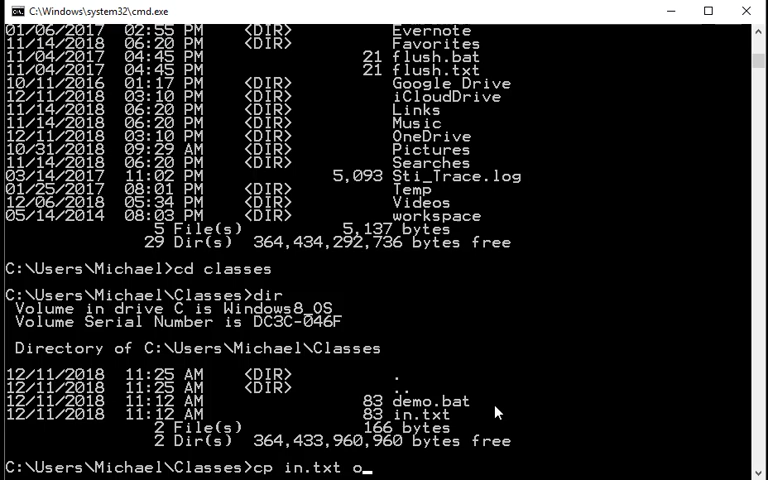 C:\Windows\system32\cmd.exe
01/06/2017 02:55 PM <DIR> Evernote
11/14/2018 06:20 PM <DIR> Favorites
11/04/2017 04:45 PM 21 flush.bat
11/04/2017 04:45 PM 21 flush.txt
10/11/2016 01:17 PM <DIR> Google Drive
12/11/2018 03:10 PM <DIR> iCloudDrive
11/14/2018 06:20 PM <DIR> Links
11/14/2018 06:20 PM <DIR> Music
12/11/2018 03:10 PM <DIR> OneDrive
10/31/2018 09:29 AM <DIR> Pictures
11/14/2018 06:20 PM <DIR> Searches
03/14/2017 11:02 PM 5,093 Sti_Trace.log
01/25/2017 08:01 PM <DIR> Temp
12/06/2018 05:34 PM <DIR> Videos
05/14/2014 08:03 PM <DIR> workspace
5 File(s) 5,137 bytes
29 Dir(s) 364,434,292,736 bytes free
C:\Users\Michael>cd classes
C:\Users\Michael\Classes>dir
Volume in drive C is Windows8_OS
Volume Serial Number is DC3C-046F
Directory of C:\Users\Michael\Classes
12/11/2018 11:25 AM <DIR> .
12/11/2018 11:25 AM <DIR> ..
12/11/2018 11:12 AM 83 demo.bat
12/11/2018 11:12 AM 83 in.txt
2 File(s) 166 bytes
2 Dir(s) 364,433,960,960 bytes free
C:\Users\Michael\Classes>cp in.txt o_